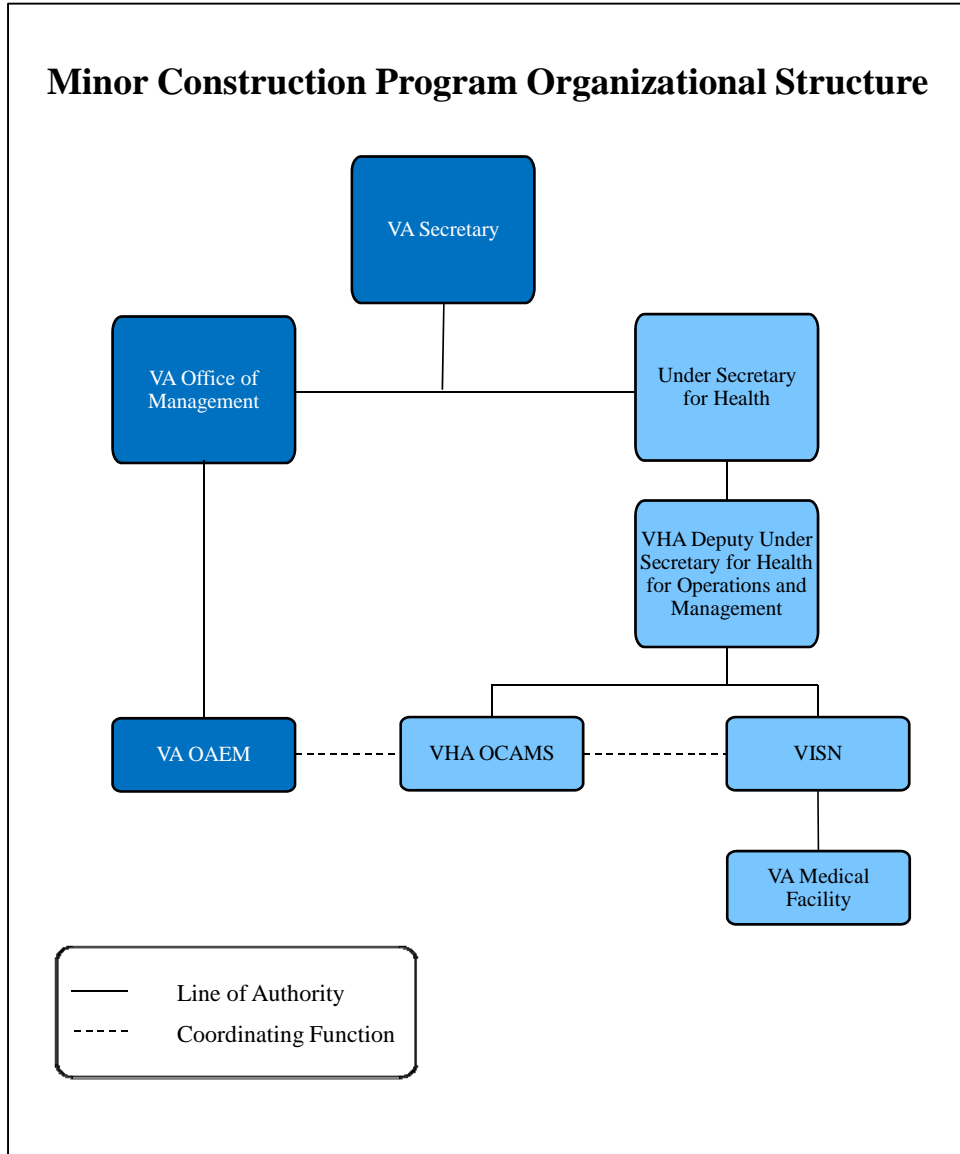 Minor Construction Program Organizational Structure
VA Secretary
VA Office of
Management
Under Secretary
for Health
VHA Deputy Under
Secretary for Health
for Operations and
Management
VA OAEM
VHA OCAMS
VISN
VA Medical
Facility
Line of Authority
Coordinating Function